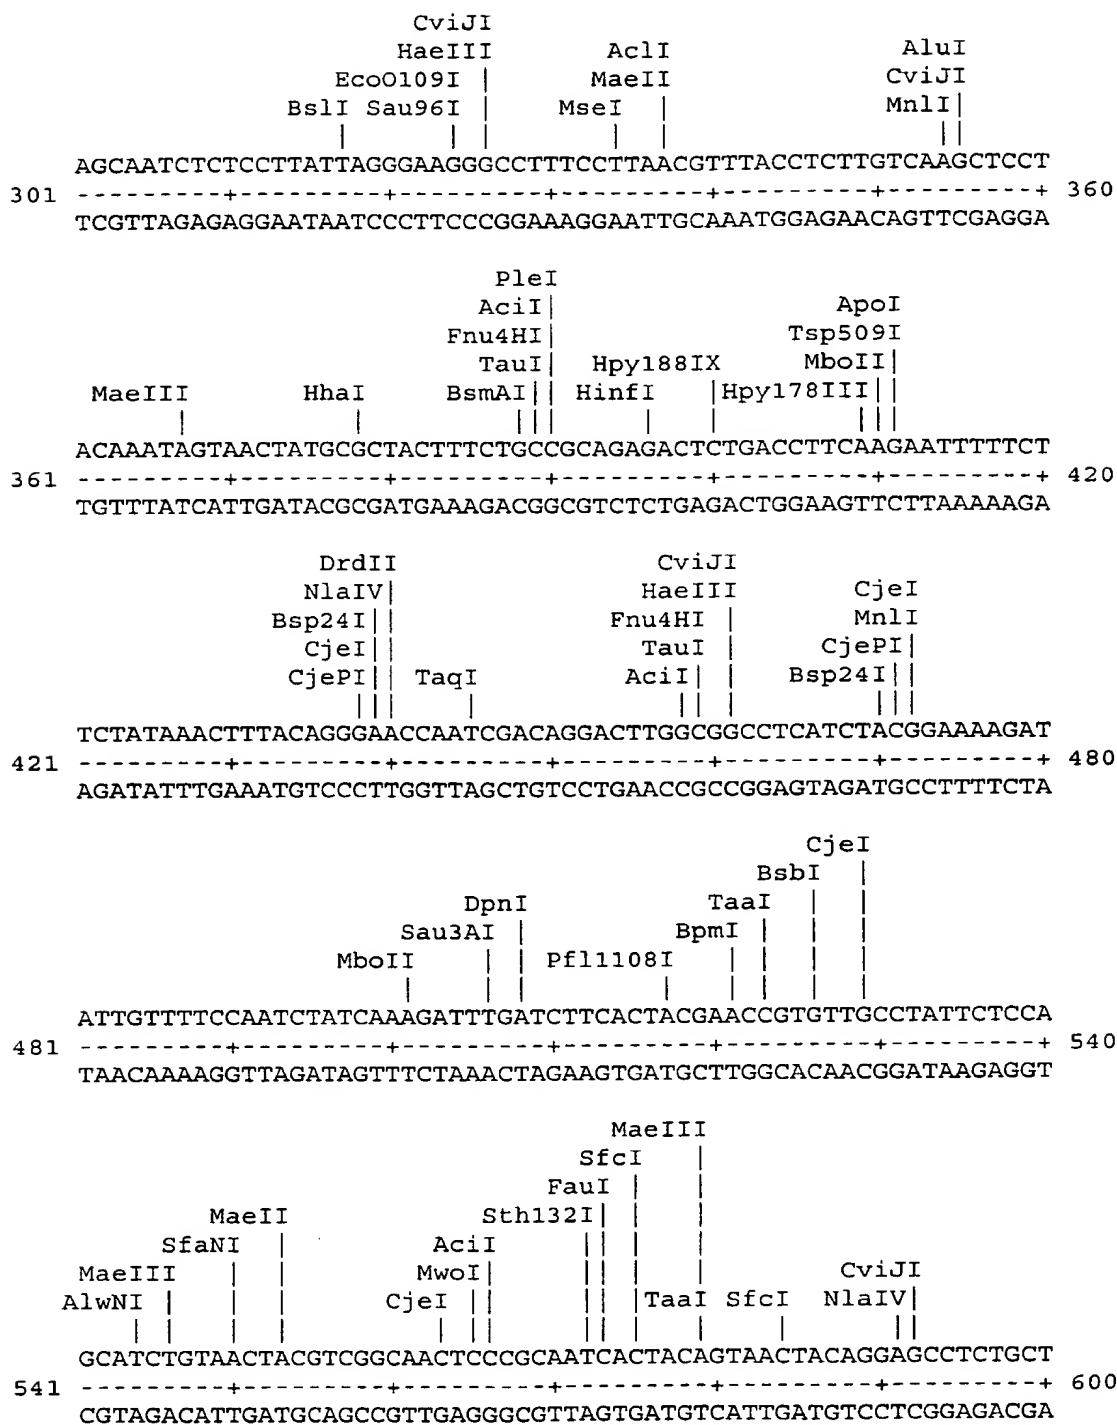 CviJI
HaeIII AclI AluI
EcoO109I MaeII CviJI
BslI Sau96I MseI MnlI
AGCAATCTCTCCTTATTAGGGAAGGGCCTTTCCTTAACGTTTACCTCTTGTCAAGCTCCT
301 ---------+---------+---------+---------+---------+---------+ 360
TCGTTAGAGAGGAATAATCCCTTCCCGGAAAGGAATTGCAAATGGAGAACAGTTCGAGGA
PleI
AciI ApoI
Fnu4HI Tsp509I
TauI Hpy188IX MboII
MaeIII HhaI BsmAI HinfI Hpy178III
ACAAATAGTAACTATGCGCTACTTTCTGCCGCAGAGACTCTGACCTTCAAGAATTTTTCT
361 ---------+---------+---------+---------+---------+---------+ 420
TGTTTATCATTGATACGCGATGAAAGACGGCGTCTCTGAGACTGGAAGTTCTTAAAAAGA
DrdII CviJI
NlaIV HaeIII CjeI
Bsp24I Fnu4HI MnlI
CjeI TauI CjePI
CjePI TaqI AciI Bsp24I
TCTATAAACTTTACAGGGAACCAATCGACAGGACTTGGCGGCCTCATCTACGGAAAAGAT
421 ---------+---------+---------+---------+---------+---------+ 480
AGATATTTGAAATGTCCCTTGGTTAGCTGTCCTGAACCGCCGGAGTAGATGCCTTTTCTA
CjeI
BsbI
DpnI TaaI
Sau3AI BpmI
MboII Pfl1108I
ATTGTTTTCCAATCTATCAAAGATTTGATCTTCACTACGAACCGTGTTGCCTATTCTCCA
481 ---------+---------+---------+---------+---------+---------+ 540
TAACAAAAGGTTAGATAGTTTCTAAACTAGAAGTGATGCTTGGCACAACGGATAAGAGGT
MaeIII
SfcI
FauI
MaeII Sth132I
SfaNI AciI
MaeIII MwoI CviJI
AlwNI CjeI TaaI SfcI NlaIV
GCATCTGTAACTACGTCGGCAACTCCCGCAATCACTACAGTAACTACAGGAGCCTCTGCT
541 ---------+---------+---------+---------+---------+---------+ 600
CGTAGACATTGATGCAGCCGTTGAGGGCGTTAGTGATGTCATTGATGTCCTCGGAGACGA